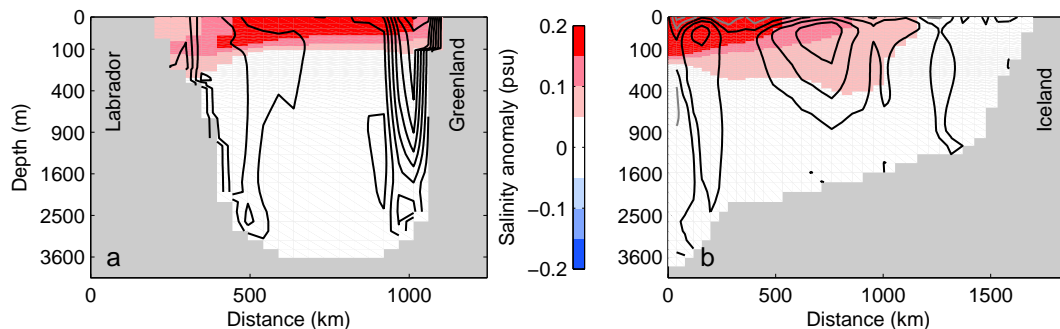 0
100
400
900
1600
2500
3600
Depth (m)
Labrador
Greenland
a
0
500
1000
Distance (km)
0.2
0.1
0
−0.1
−0.2
Salinity anomaly (psu)
0
100
400
900
1600
2500
3600
Iceland
b
0
500
1000
1500
Distance (km)